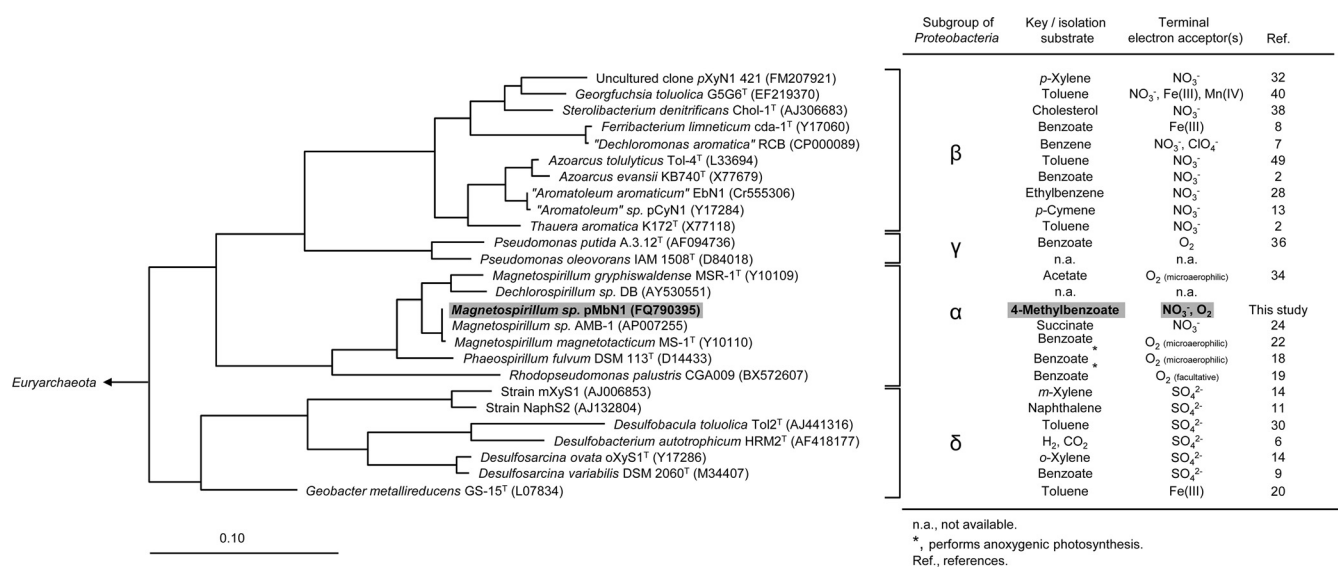 Subgroup of Proteobacteria Key / isolation substrate Terminal electron acceptor(s) Ref.
Uncultured clone pXyN1 421 (FM207921) p-Xylene NO₃⁻ 32
Georgfuchsia toluolica G5G6ᵀ (EF219370) Toluene NO₃⁻, Fe(III), Mn(IV) 40
Sterolibacterium denitrificans Chol-1ᵀ (AJ306683) Cholesterol NO₃⁻ 38
Ferribacterium limneticum cda-1ᵀ (Y17060) Benzoate Fe(III) 8
"Dechloromonas aromatica" RCB (CP000089) Benzene NO₃⁻, ClO₄⁻ 7
β
Azoarcus tolulyticus Tol-4ᵀ (L33694) Toluene NO₃⁻ 49
Azoarcus evansii KB740ᵀ (X77679) Benzoate NO₃⁻ 2
"Aromatoleum aromaticum" EbN1 (Cr555306) Ethylbenzene NO₃⁻ 28
"Aromatoleum" sp. pCyN1 (Y17284) p-Cymene NO₃⁻ 13
Thauera aromatica K172ᵀ (X77118) Toluene NO₃⁻ 2
Pseudomonas putida A.3.12ᵀ (AF094736) Benzoate O₂ 36
γ
Pseudomonas oleovorans IAM 1508ᵀ (D84018) n.a. n.a.
Magnetospirillum gryphiswaldense MSR-1ᵀ (Y10109) Acetate O₂ (microaerophilic) 34
Dechlorospirillum sp. DB (AY530551) n.a. n.a.
Magnetospirillum sp. pMbN1 (FQ790395) α 4-Methylbenzoate NO₃⁻, O₂ This study
Magnetospirillum sp. AMB-1 (AP007255) Succinate NO₃⁻ 24
Magnetospirillum magnetotacticum MS-1ᵀ (Y10110) Benzoate O₂ (microaerophilic) 22
Phaeospirillum fulvum DSM 113ᵀ (D14433) Benzoate * O₂ (microaerophilic) 18
Rhodopseudomonas palustris CGA009 (BX572607) Benzoate * O₂ (facultative) 19
Euryarchaeota
Strain mXyS1 (AJ006853) m-Xylene SO₄²⁻ 14
Strain NaphS2 (AJ132804) Naphthalene SO₄²⁻ 11
Desulfobacula toluolica Tol2ᵀ (AJ441316) Toluene SO₄²⁻ 30
Desulfobacterium autotrophicum HRM2ᵀ (AF418177) δ H₂, CO₂ SO₄²⁻ 6
Desulfosarcina ovata oXyS1ᵀ (Y17286) o-Xylene SO₄²⁻ 14
Desulfosarcina variabilis DSM 2060ᵀ (M34407) Benzoate SO₄²⁻ 9
Geobacter metallireducens GS-15ᵀ (L07834) Toluene Fe(III) 20
0.10
n.a., not available.
*, performs anoxygenic photosynthesis.
Ref., references.